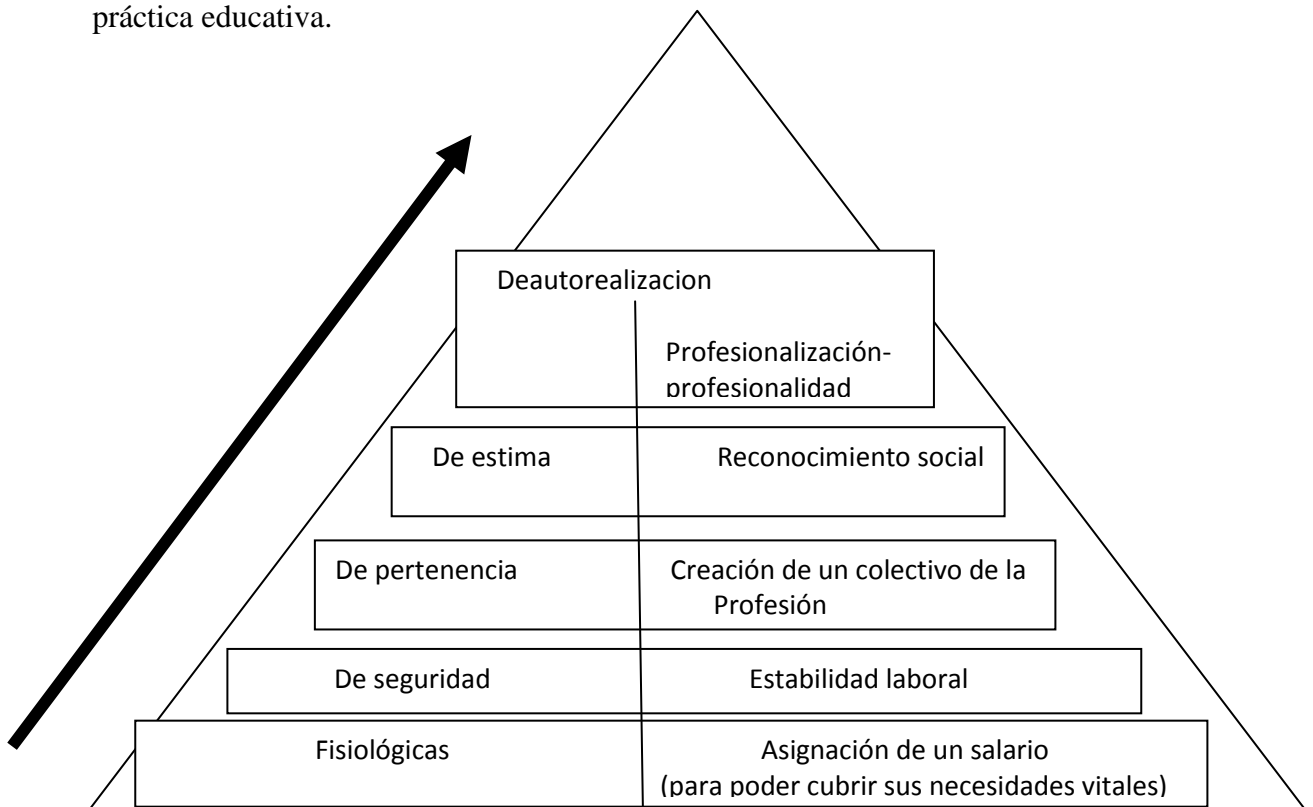 práctica educativa.
Deautorealizacion
Profesionalización-
profesionalidad
De estima Reconocimiento social
De pertenencia Creación de un colectivo de la
Profesión
De seguridad Estabilidad laboral
Fisiológicas Asignación de un salario
(para poder cubrir sus necesidades vitales)